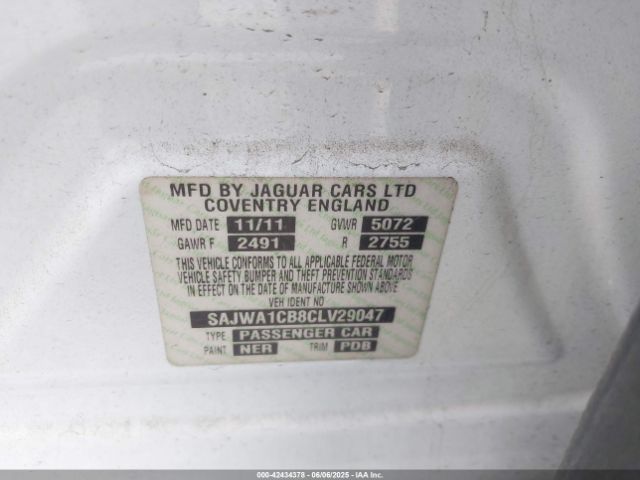 MFD BY JAGUAR CARS LTD
COVENTRY ENGLAND
MFD DATE 11/11 GVWR 5072
GAWR F 2491 R 2755
THIS VEHICLE CONFORMS TO ALL APPLICABLE FEDERAL MOTOR
VEHICLE SAFETY BUMPER AND THEFT PREVENTION STANDARDS
IN EFFECT ON THE DATE OF MANUFACTURE SHOWN ABOVE
VEH IDENT NO
SAJWA1CB8CLV29047
TYPE PASSENGER CAR
PAINT NER TRIM PDB
000-42434378 - 06/06/2025 - IAA Inc.